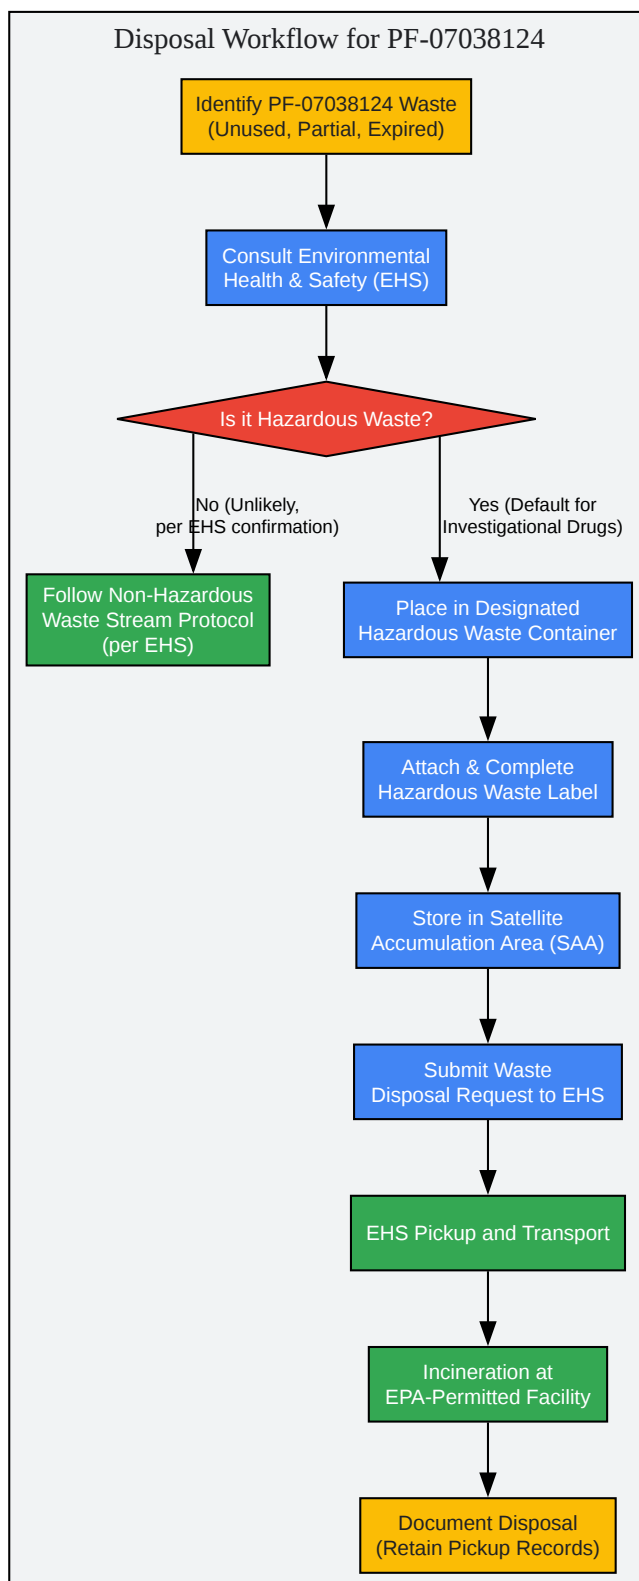 Disposal Workflow for PF-07038124
Identify PF-07038124 Waste
(Unused, Partial, Expired)
Consult Environmental
Health & Safety (EHS)
Is it Hazardous Waste?
No (Unlikely,
per EHS confirmation)
Yes (Default for
Investigational Drugs)
Follow Non-Hazardous
Waste Stream Protocol
(per EHS)
Place in Designated
Hazardous Waste Container
Attach & Complete
Hazardous Waste Label
Store in Satellite
Accumulation Area (SAA)
Submit Waste
Disposal Request to EHS
EHS Pickup and Transport
Incineration at
EPA-Permitted Facility
Document Disposal
(Retain Pickup Records)